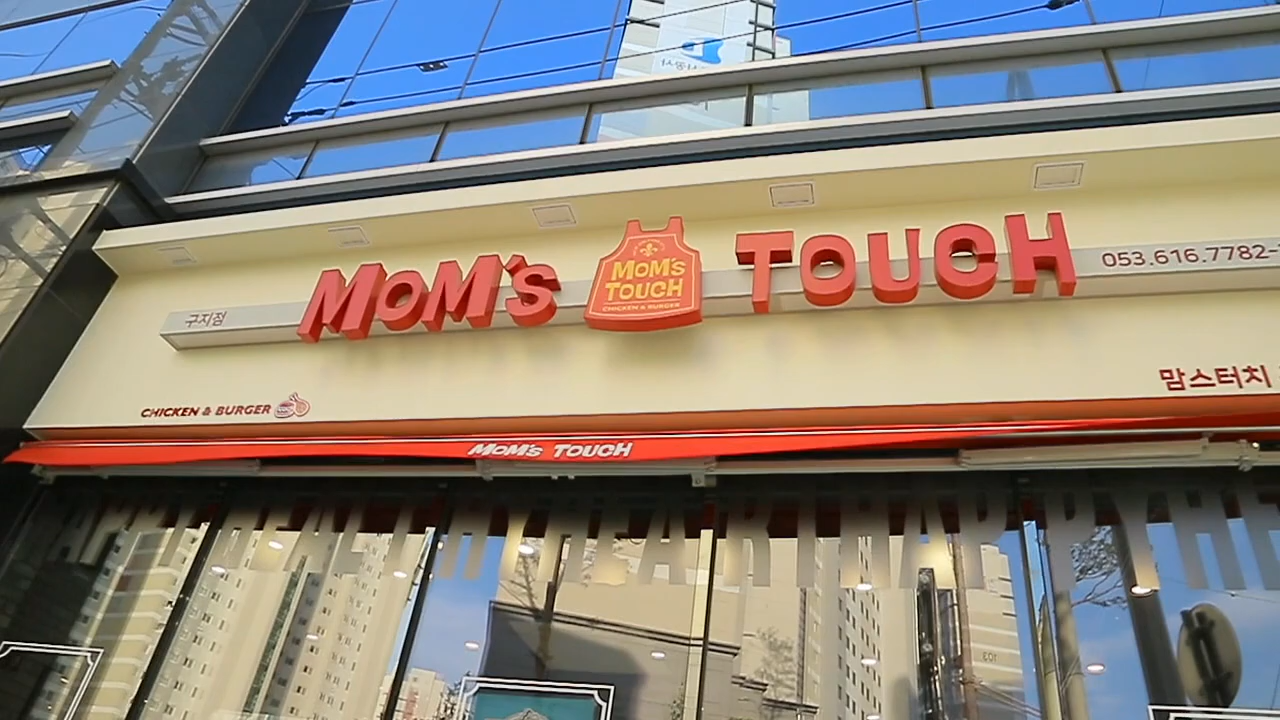 MOM'S TOUCH
MOM'S
TOUCH
CHICKEN & BURGER
053.616.7782
구지점
맘스터치
CHICKEN & BURGER
MOM'S TOUCH